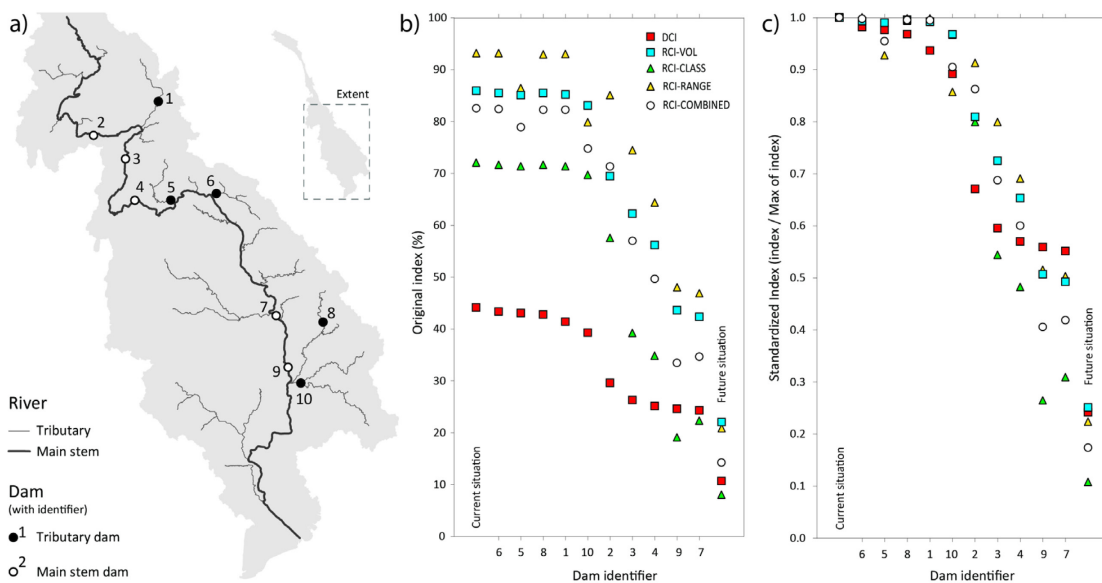 a)
1
2
3
4
5
6
7
8
9
10
Extent
River
Tributary
Main stem
Dam
(with identifier)
1 Tributary dam
2 Main stem dam
b)
Original index (%)
100
90
80
70
60
50
40
30
20
10
0
DCI
RCI-VOL
RCI-CLASS
RCI-RANGE
RCI-COMBINED
Current situation
Future situation
6 5 8 1 10 2 3 4 9 7
Dam identifier
c)
Standardized Index (index / Max of index)
1.0
0.9
0.8
0.7
0.6
0.5
0.4
0.3
0.2
0.1
0.0
Current situation
Future situation
6 5 8 1 10 2 3 4 9 7
Dam identifier